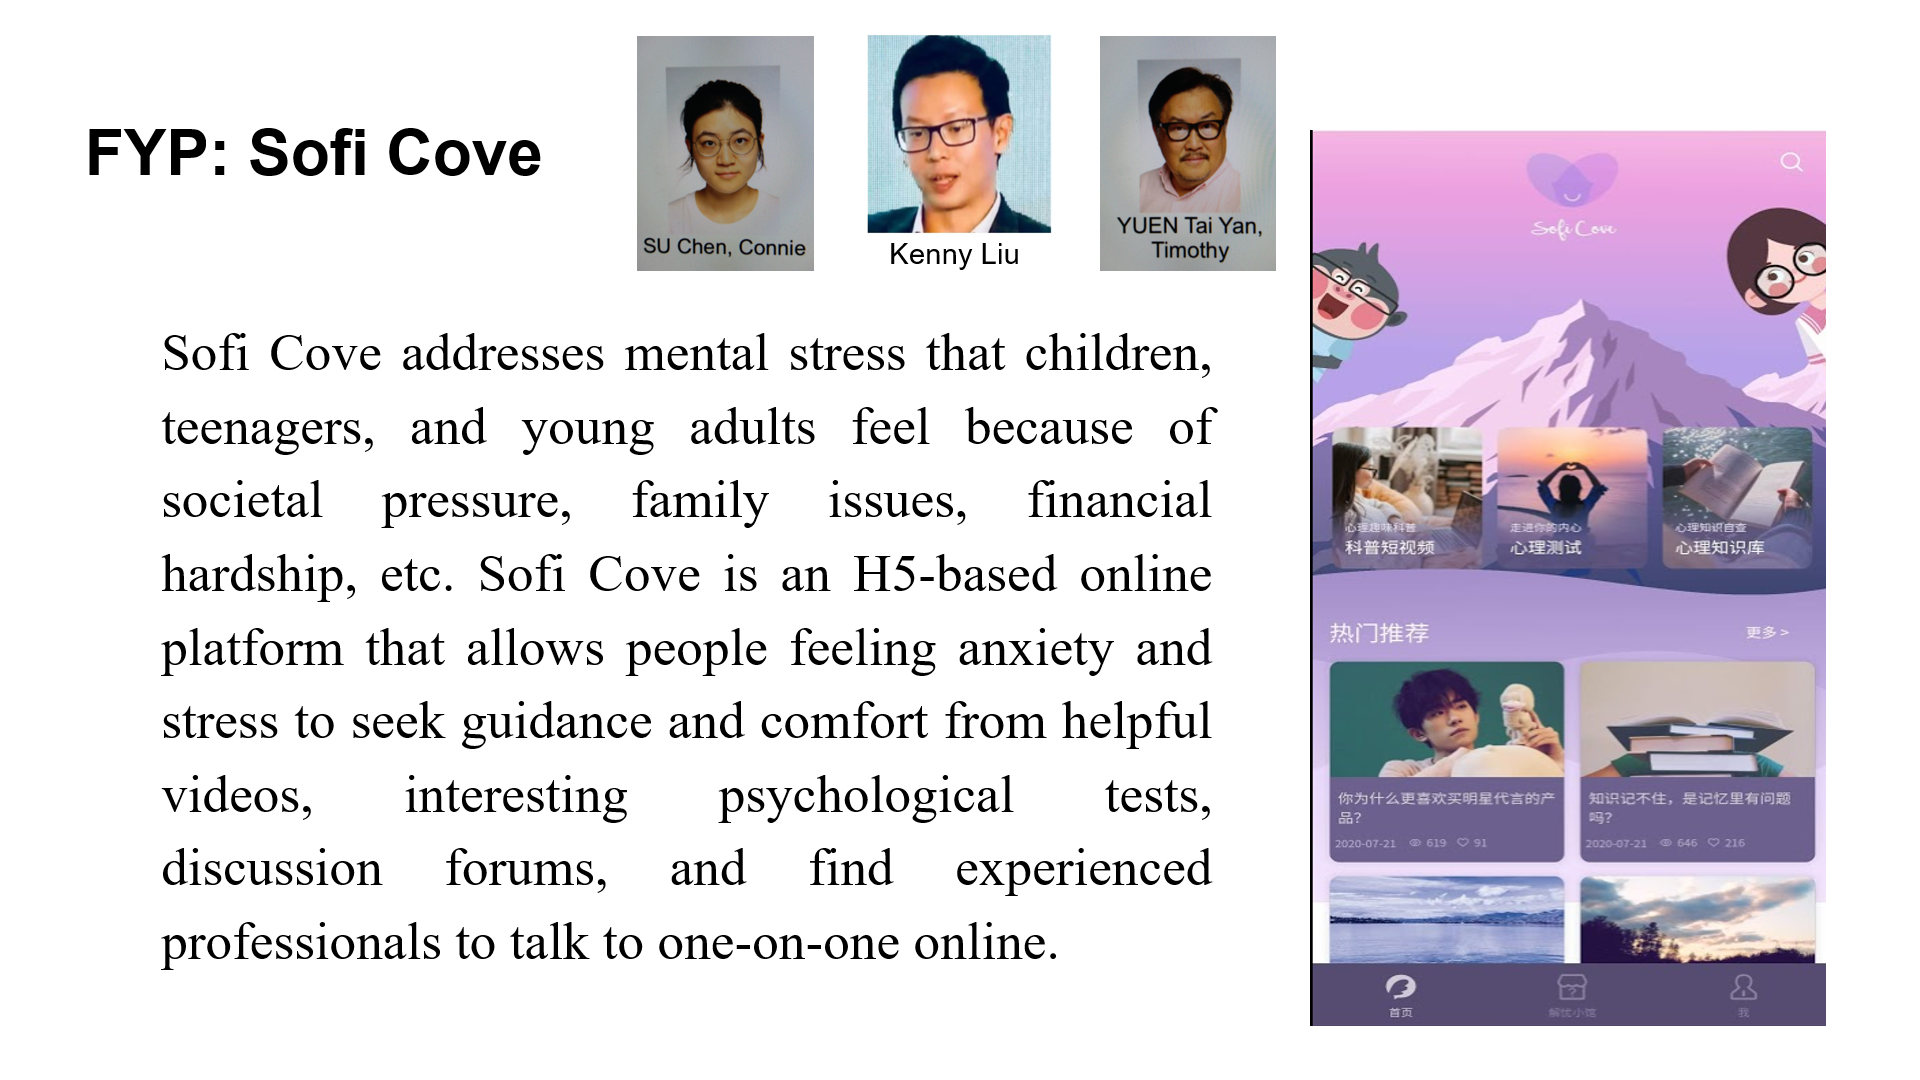 FYP: Sofi Cove
SU Chen, Connie
Kenny Liu
YUEN Tai Yan,
Timothy
Sofi Cove addresses mental stress that children,
teenagers, and young adults feel because of
societal pressure, family issues, financial
hardship, etc. Sofi Cove is an H5-based online
platform that allows people feeling anxiety and
stress to seek guidance and comfort from helpful
videos, interesting psychological tests,
discussion forums, and find experienced
professionals to talk to one-on-one online.
Sofi Cove
心理趣味科普
科普短视频
走进你的内心
心理测试
心理知识自查
心理知识库
热门推荐
更多 >
你为什么更喜欢买明星代言的产
品?
2020-07-21 619 91
知识记不住，是记忆里有问题
吗?
2020-07-21 646 216
首页
解忧小馆
我